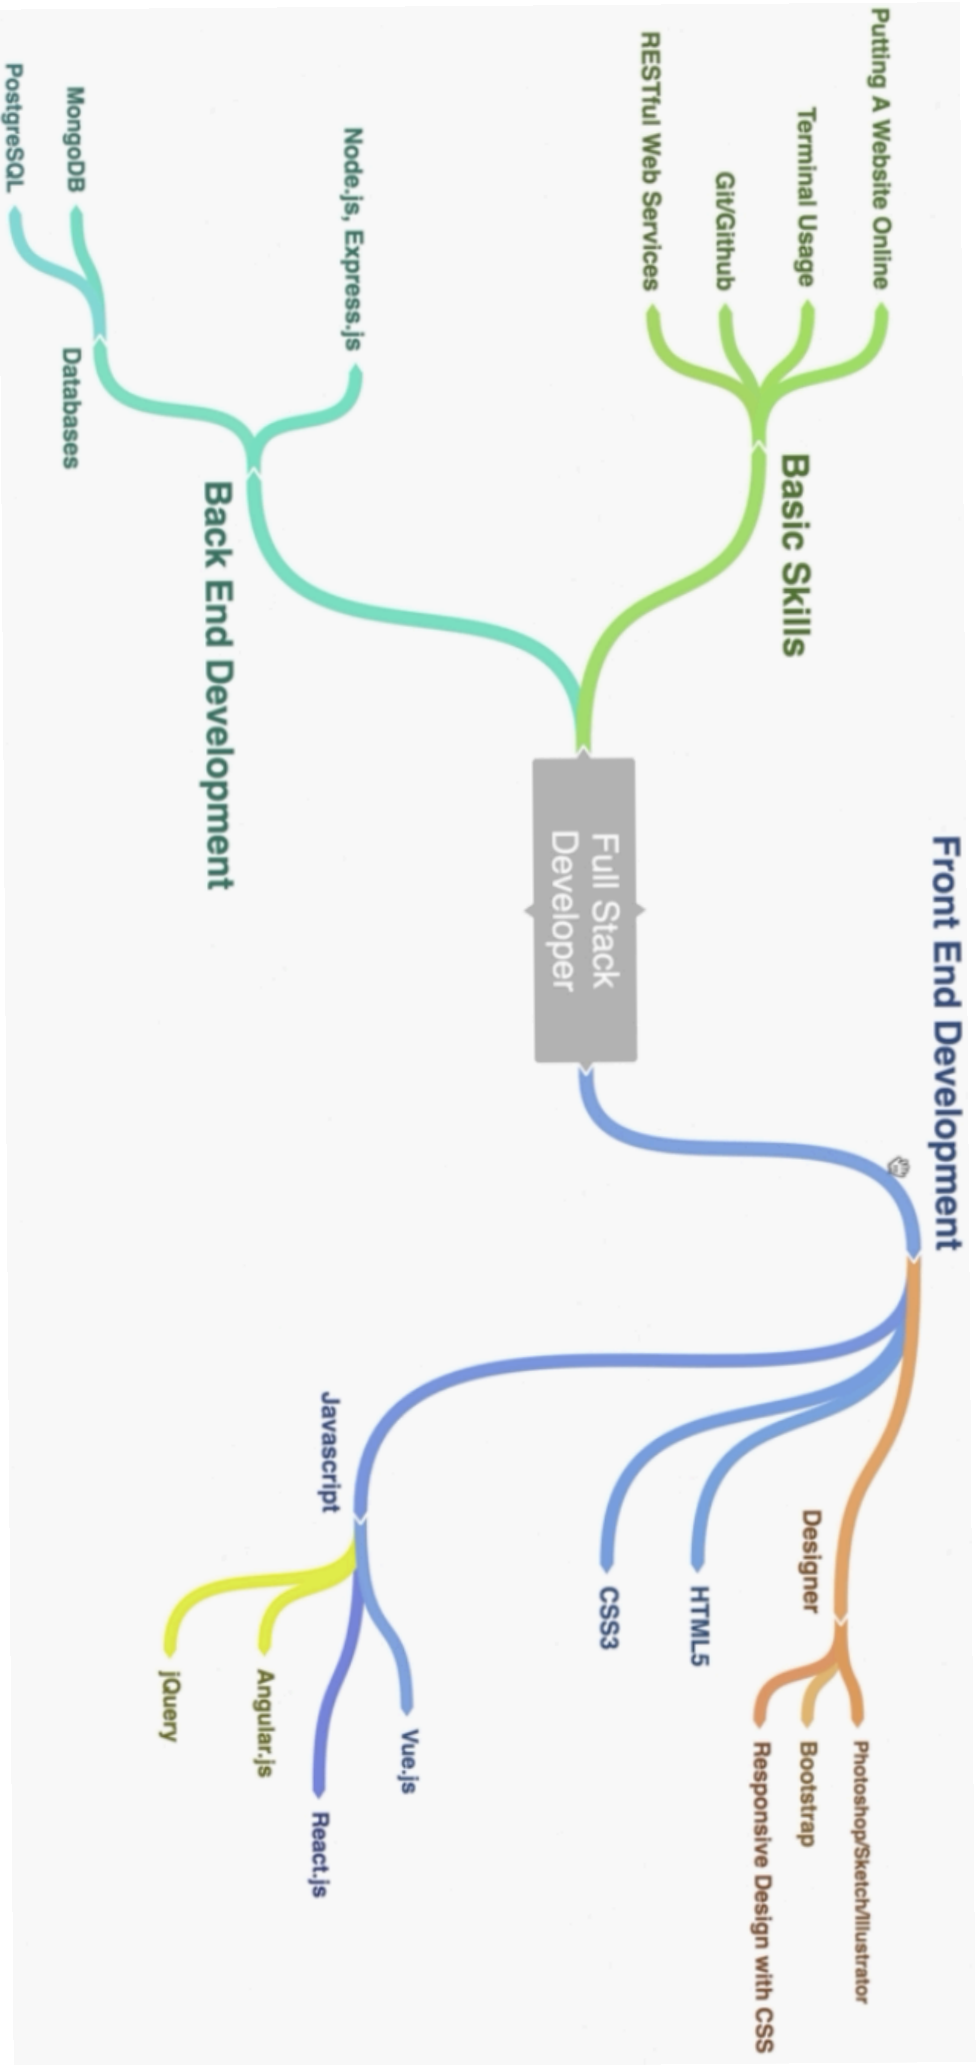 Putting A Website Online
Terminal Usage
Git/Github
RESTful Web Services
Basic Skills
Node.js, Express.js
MongoDB
PostgreSQL
Databases
Back End Development
Full Stack
Developer
Front End Development
Designer
Photoshop/Sketch/Illustrator
Bootstrap
Responsive Design with CSS
HTML5
CSS3
Javascript
Vue.js
React.js
Angular.js
jQuery